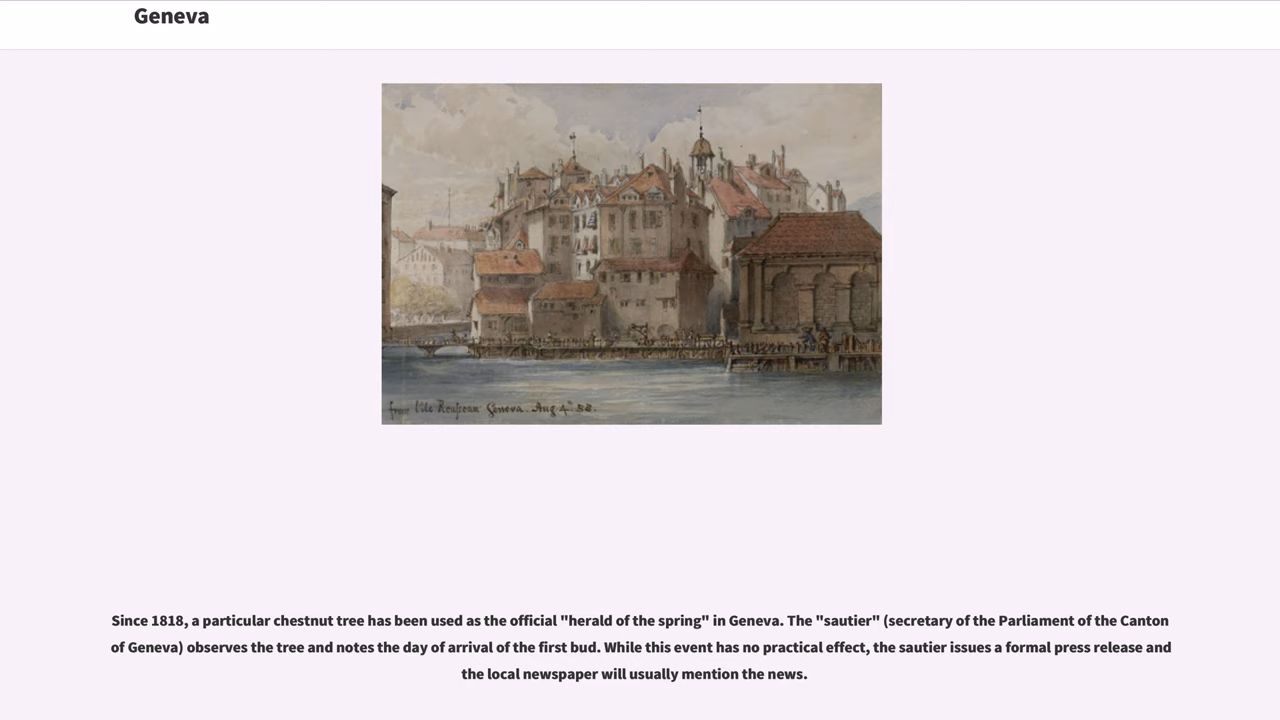 Geneva
from l'île Rousseau Geneva. Aug 4th 58.
Since 1818, a particular chestnut tree has been used as the official "herald of the spring" in Geneva. The "sautier" (secretary of the Parliament of the Canton
of Geneva) observes the tree and notes the day of arrival of the first bud. While this event has no practical effect, the sautier issues a formal press release and
the local newspaper will usually mention the news.